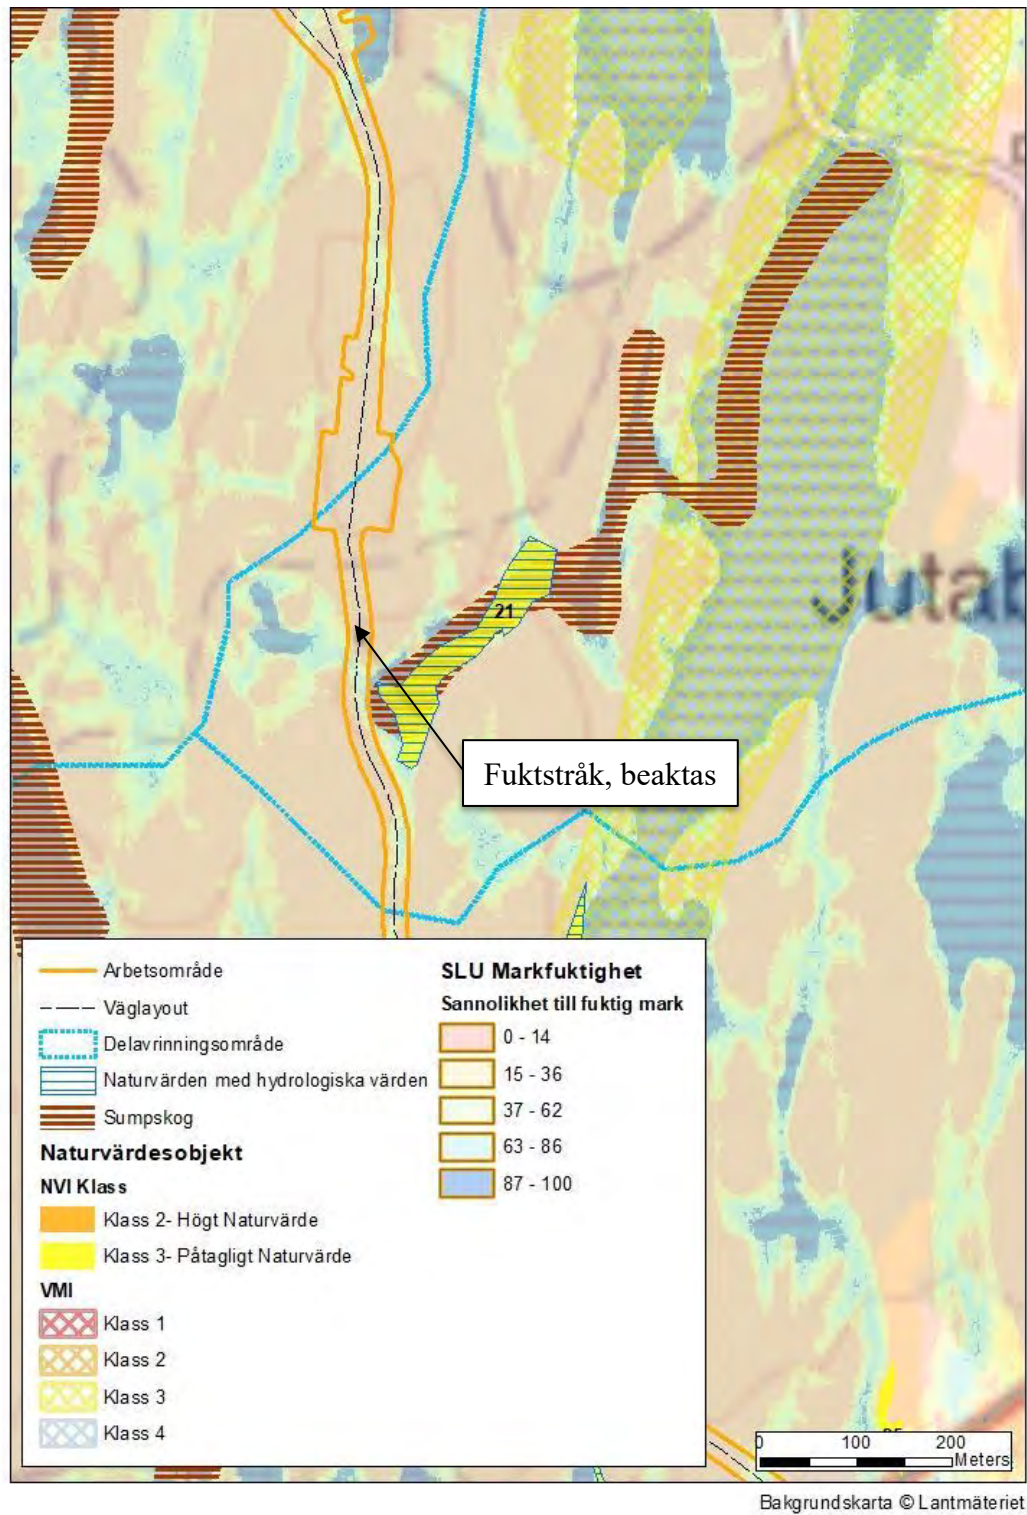 Jutab
21
Fuktstråk, beaktas
Arbetsområde
Väglayout
Delavrinningsområde
Naturvärden med hydrologiska värden
Sumpskog
Naturvärdesobjekt
NVI Klass
Klass 2- Högt Naturvärde
Klass 3- Påtagligt Naturvärde
VMI
Klass 1
Klass 2
Klass 3
Klass 4
SLU Markfuktighet
Sannolikhet till fuktig mark
0 - 14
15 - 36
37 - 62
63 - 86
87 - 100
0 100 200
Meters
Bakgrundskarta © Lantmäteriet